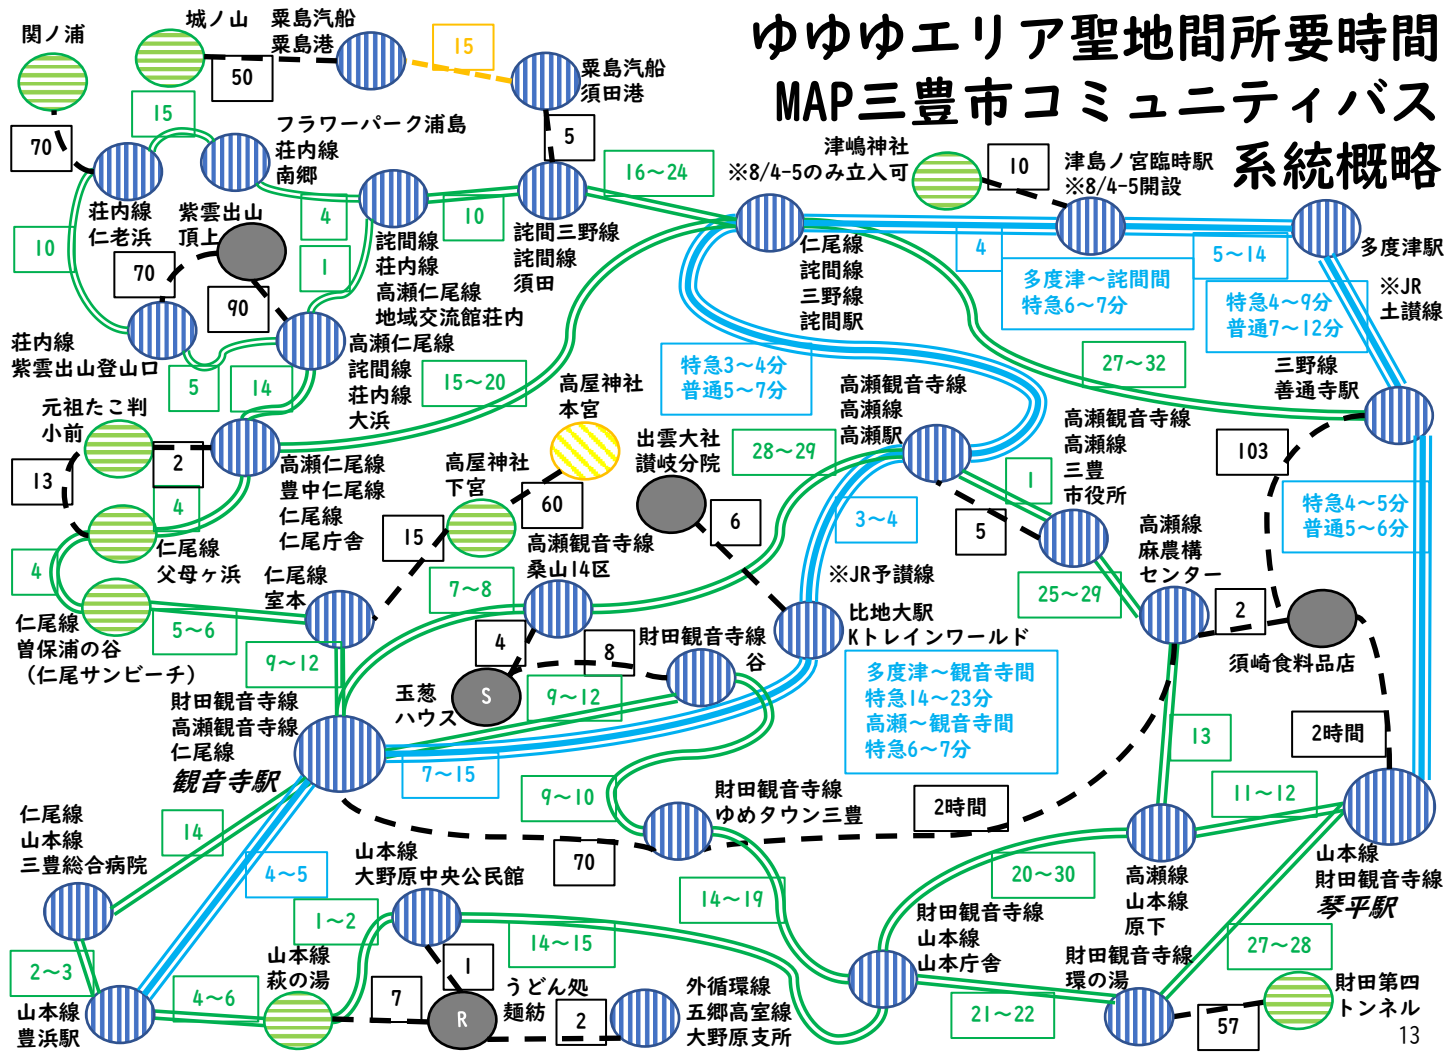 ゆゆゆエリア聖地間所要時間
MAP三豊市コミュニティバス
系統概略
関ノ浦
城ノ山
粟島汽船
粟島港
15
粟島汽船
須田港
50
70
15
フラワーパーク浦島
荘内線
南郷
5
16～24
津嶋神社
※8/4-5のみ立入可
10
津島ノ宮臨時駅
※8/4-5開設
荘内線
仁老浜
紫雲出山
頂上
4
10
詫間三野線
詫間線
須田
10
70
1
詫間線
荘内線
高瀬仁尾線
地域交流館荘内
仁尾線
詫間線
三野線
詫間駅
4
5～14
多度津駅
多度津～詫間間
特急6～7分
特急4～9分
普通7～12分
※JR
土讃線
90
荘内線
紫雲出山登山口
5
14
高瀬仁尾線
詫間線
荘内線
大浜
15～20
特急3～4分
普通5～7分
27～32
三野線
善通寺駅
元祖たこ判
小前
2
13
高屋神社
本宮
高瀬観音寺線
高瀬線
高瀬駅
高瀬観音寺線
高瀬線
三豊
市役所
出雲大社
讃岐分院
28～29
103
高瀬仁尾線
豊中仁尾線
仁尾線
仁尾庁舎
高屋神社
下宮
60
1
4
15
6
3～4
5
特急4～5分
普通5～6分
仁尾線
父母ヶ浜
高瀬観音寺線
桑山14区
高瀬線
麻農構
センター
4
仁尾線
室本
7～8
※JR予讃線
25～29
仁尾線
曽保浦の谷
(仁尾サンビーチ)
5～6
4
8
財田観音寺線
谷
比地大駅
Kトレインワールド
2
須崎食料品店
9～12
S
玉葱
ハウス
9～12
多度津～観音寺間
特急14～23分
高瀬～観音寺間
特急6～7分
財田観音寺線
高瀬観音寺線
仁尾線
観音寺駅
13
2時間
7～15
9～10
財田観音寺線
ゆめタウン三豊
2時間
11～12
仁尾線
山本線
三豊総合病院
14
70
山本線
大野原中央公民館
4～5
20～30
山本線
財田観音寺線
琴平駅
高瀬線
山本線
原下
1～2
14～19
財田観音寺線
山本線
山本庁舎
14～15
27～28
2～3
山本線
萩の湯
1
財田観音寺線
環の湯
山本線
豊浜駅
4～6
7
R
うどん処
麺紡
2
外循環線
五郷高室線
大野原支所
21～22
57
財田第四
トンネル
13